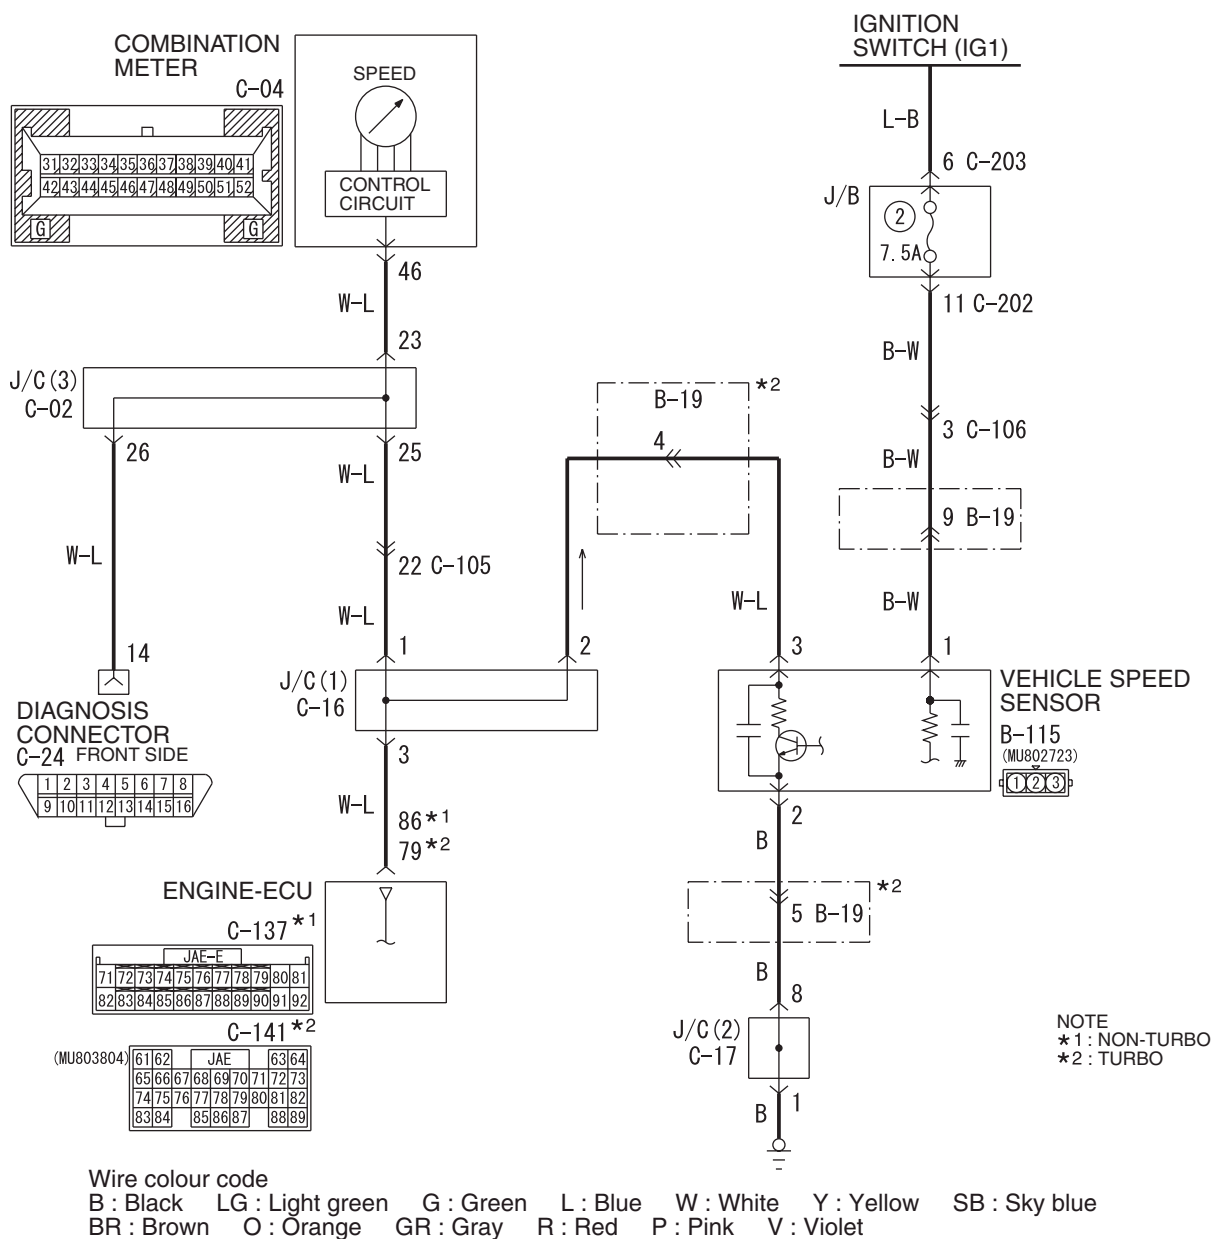 COMBINATION
METER
C-04
31 32 33 34 35 36 37 38 39 40 41
42 43 44 45 46 47 48 49 50 51 52
G
G
SPEED
CONTROL
CIRCUIT
46
W-L
23
J/C (3)
C-02
26
25
W-L
W-L
22 C-105
W-L
14
DIAGNOSIS
CONNECTOR
C-24 FRONT SIDE
1 2 3 4 5 6 7 8
9 10 11 12 13 14 15 16
1
2
J/C (1)
C-16
3
W-L
86*1
79*2
ENGINE-ECU
C-137*1
JAE-E
71 72 73 74 75 76 77 78 79 80 81
82 83 84 85 86 87 88 89 90 91 92
C-141*2
(MU803804)
61 62 JAE 63 64
65 66 67 68 69 70 71 72 73
74 75 76 77 78 79 80 81 82
83 84 85 86 87 88 89
B-19
*2
4
W-L
3
IGNITION
SWITCH (IG1)
L-B
6 C-203
J/B
2
7.5A
11 C-202
B-W
3 C-106
B-W
9 B-19
B-W
1
VEHICLE SPEED
SENSOR
B-115
(MU802723)
1 2 3
2
B
*2
5 B-19
B
8
J/C (2)
C-17
1
B
NOTE
*1 : NON-TURBO
*2 : TURBO
Wire colour code
B : Black LG : Light green G : Green L : Blue W : White Y : Yellow SB : Sky blue
BR : Brown O : Orange GR : Gray R : Red P : Pink V : Violet